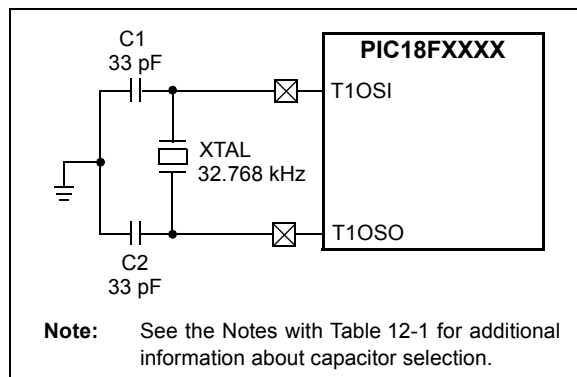 C1
33 pF
PIC18FXXXX
T1OSI
XTAL
32.768 kHz
T1OSO
C2
33 pF
Note: See the Notes with Table 12-1 for additional
information about capacitor selection.